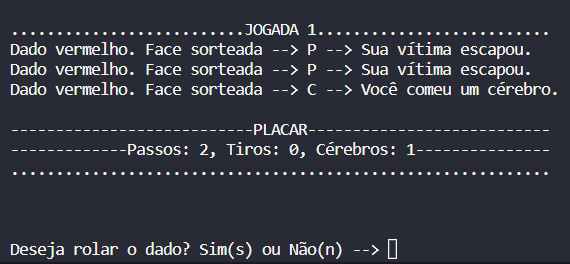 ..........................JOGADA 1..........................
Dado vermelho. Face sorteada --> P --> Sua vítima escapou.
Dado vermelho. Face sorteada --> P --> Sua vítima escapou.
Dado vermelho. Face sorteada --> C --> Você comeu um cérebro.
---------------------------PLACAR---------------------------
-------------Passos: 2, Tiros: 0, Cérebros: 1---------------
............................................................
Deseja rolar o dado? Sim(s) ou Não(n) -->